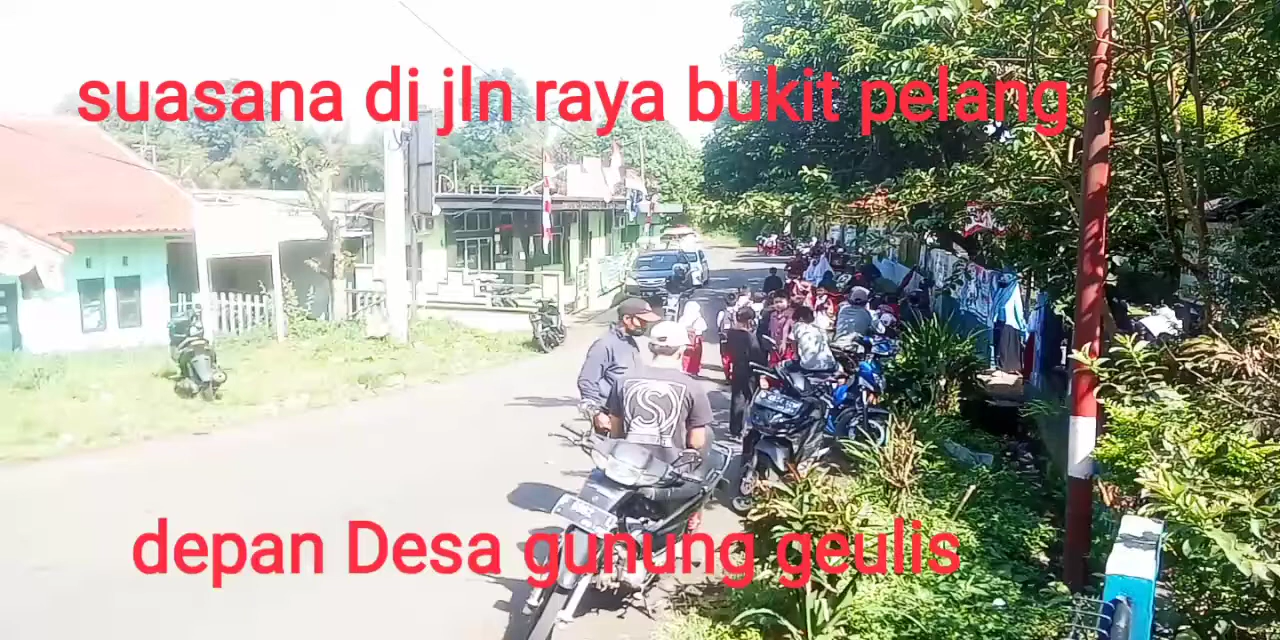 suasana di jln raya bukit pelang
depan Desa gunung geulis